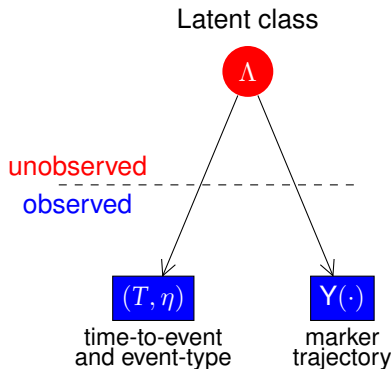 Latent class
Λ
unobserved
observed
(T, η)
Y(·)
time-to-event
and event-type
marker
trajectory